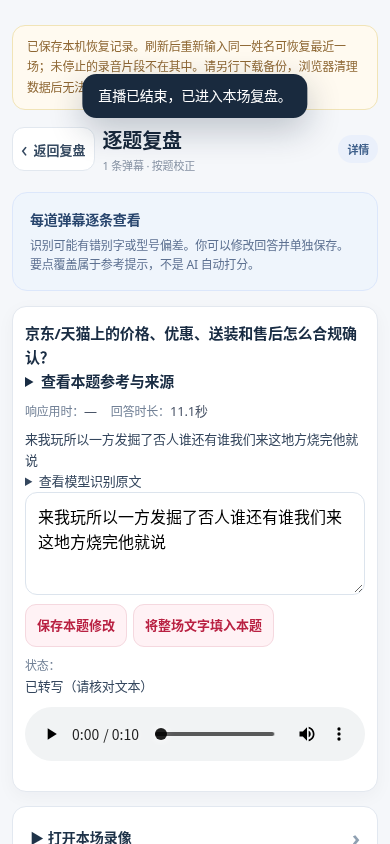 已保存本机恢复记录。刷新后重新输入同一姓名可恢复最近一
场；未停止的录音片段不在其中。请另行下载备份，浏览器清理
数据后无法
直播已结束，已进入本场复盘。
‹ 返回复盘
逐题复盘
1 条弹幕 · 按题校正
详情
每道弹幕逐条查看
识别可能有错别字或型号偏差。你可以修改回答并单独保存。
要点覆盖属于参考提示，不是 AI 自动打分。
京东/天猫上的价格、优惠、送装和售后怎么合规确
认？
▶ 查看本题参考与来源
响应用时：— 回答时长：11.1秒
来我玩所以一方发掘了否人谁还有谁我们来这地方烧完他就
说
▶ 查看模型识别原文
来我玩所以一方发掘了否人谁还有谁我们来
这地方烧完他就说
保存本题修改
将整场文字填入本题
状态：
已转写（请核对文本）
0:00 / 0:10
▶ 打开本场录像 ›